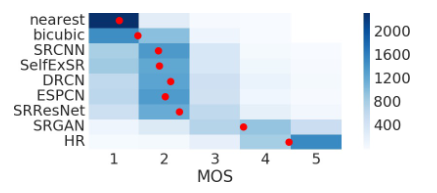 nearest
bicubic
SRCNN
SelfExSR
DRCN
ESPCN
SRResNet
SRGAN
HR
1 2 3 4 5
MOS
2000
1600
1200
800
400